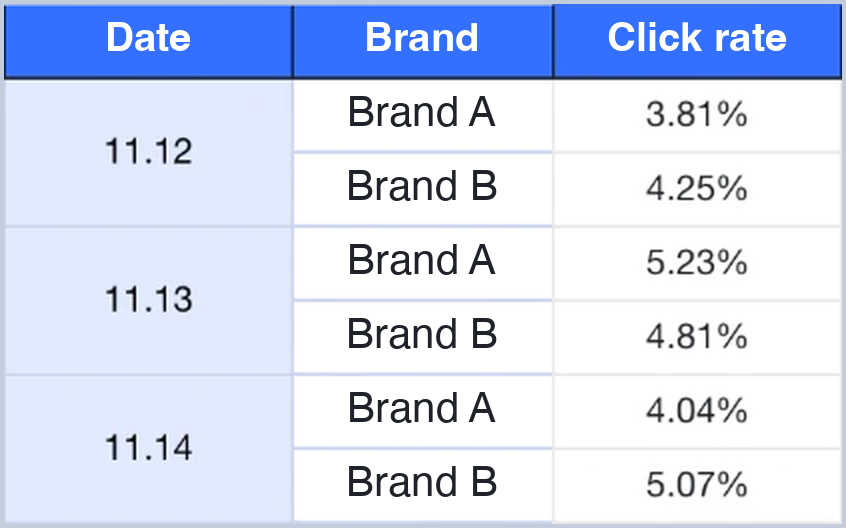 Date Brand Click rate
11.12 Brand A 3.81%
Brand B 4.25%
11.13 Brand A 5.23%
Brand B 4.81%
11.14 Brand A 4.04%
Brand B 5.07%